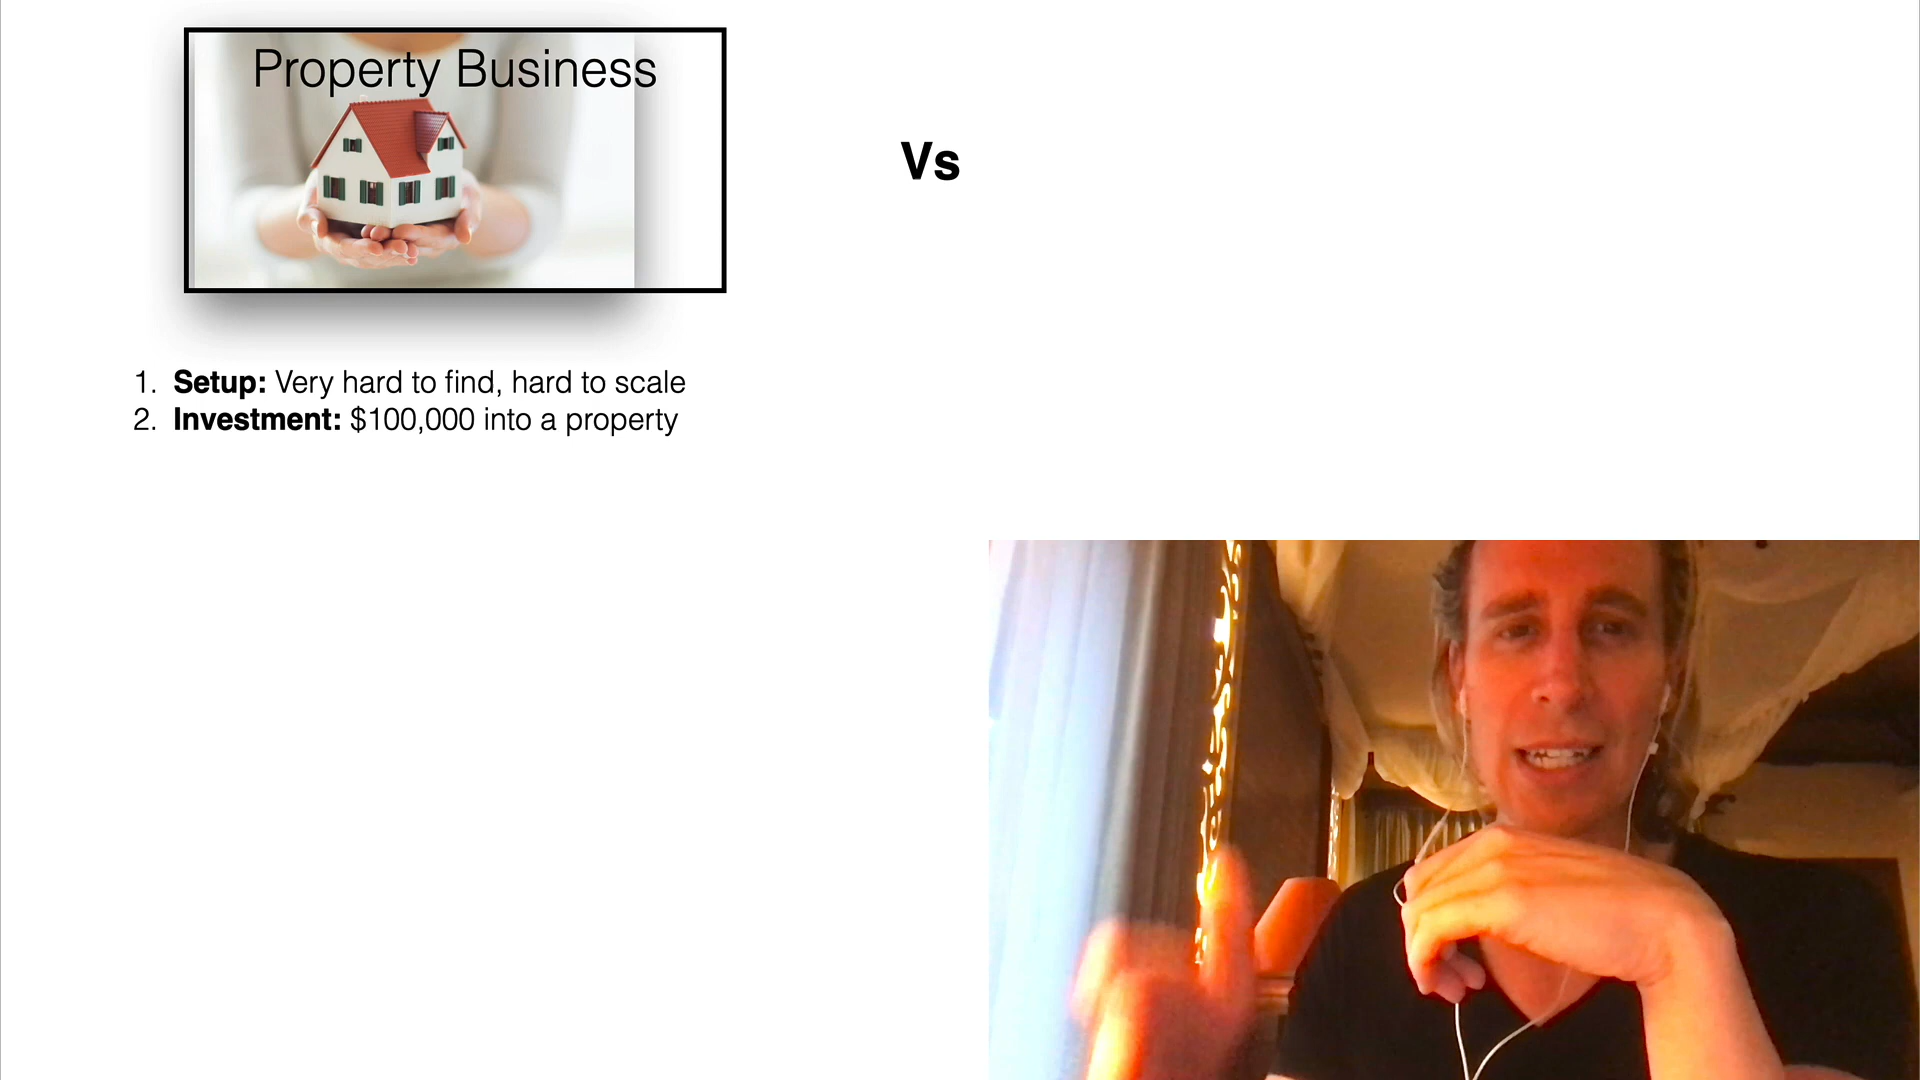 Property Business
Vs
1. Setup: Very hard to find, hard to scale
2. Investment: $100,000 into a property